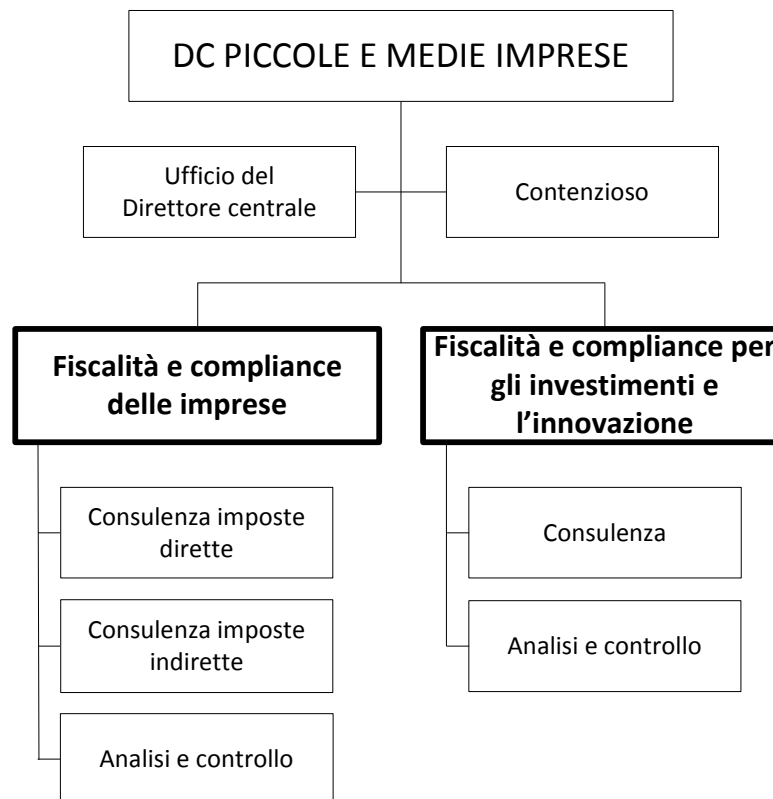 DC PICCOLE E MEDIE IMPRESE
Ufficio del
Direttore centrale
Contenzioso
Fiscalità e compliance
delle imprese
Fiscalità e compliance per
gli investimenti e
l’innovazione
Consulenza imposte
dirette
Consulenza imposte
indirette
Analisi e controllo
Consulenza
Analisi e controllo